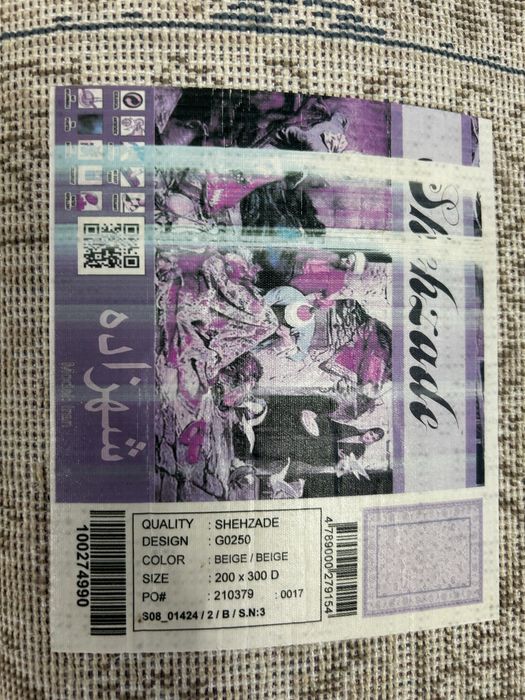 Shehzade
شهزاده
QUALITY : SHEHZADE
DESIGN : G0250
COLOR : BEIGE / BEIGE
SIZE : 200 x 300 D
PO# : 210379 : 0017
S08_01424 / 2 / B / S.N:3
100274990
4789000279154